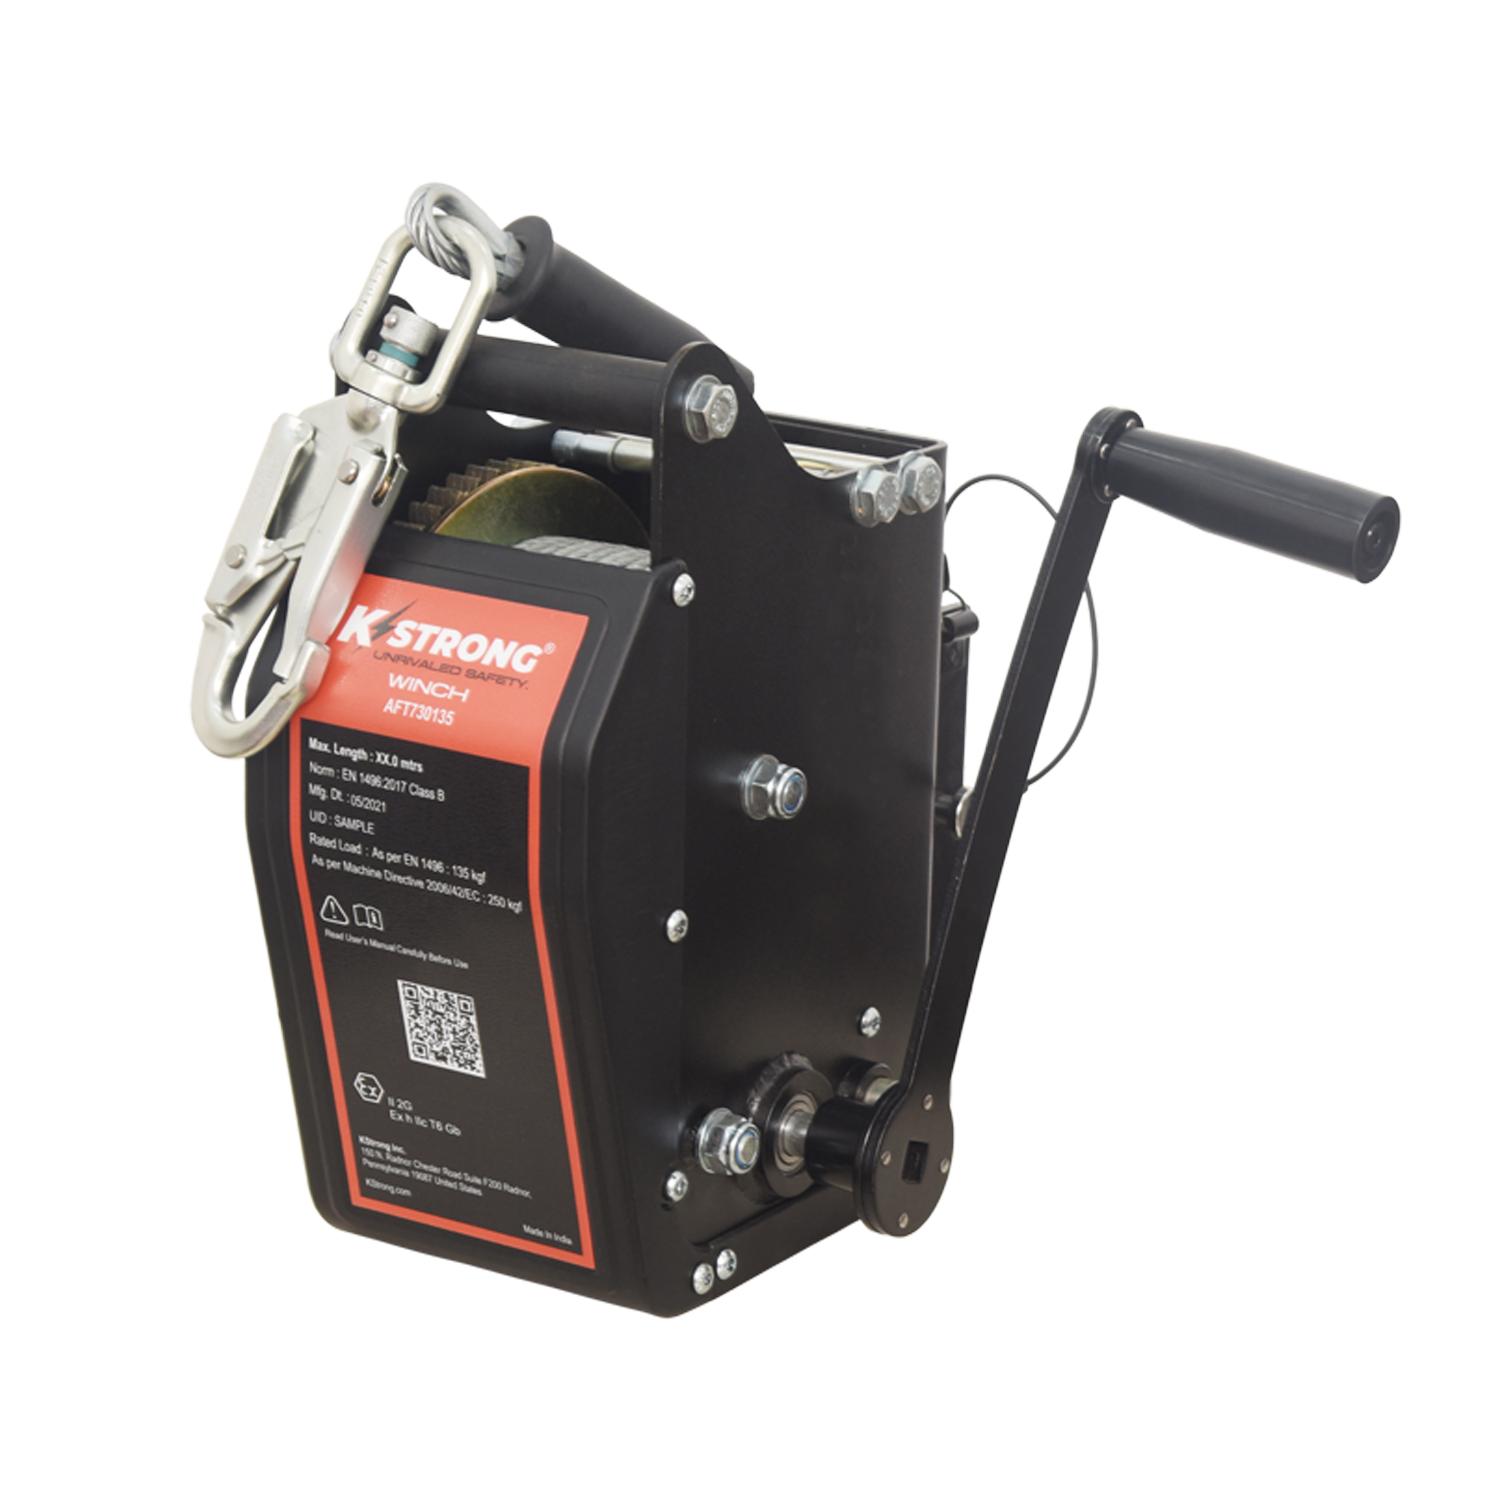 KSTRONG®
UNRIVALED SAFETY.
WINCH
AFT730135
Max. Length : XX.0 mtrs
Norm : EN 1496:2017 Class B
Mfg. Dt. : 05/2021
UID : SAMPLE
Rated Load : As per EN 1496 : 135 kgf
As per Machine Directive 2006/42/EC : 250 kgf
Read User's Manual Carefully Before Use
Ex II 2G
Ex h IIc T6 Gb
KStrong Inc.
150 N. Radnor Chester Road Suite F200 Radnor,
Pennsylvania 19087 United States
KStrong.com
Made In India